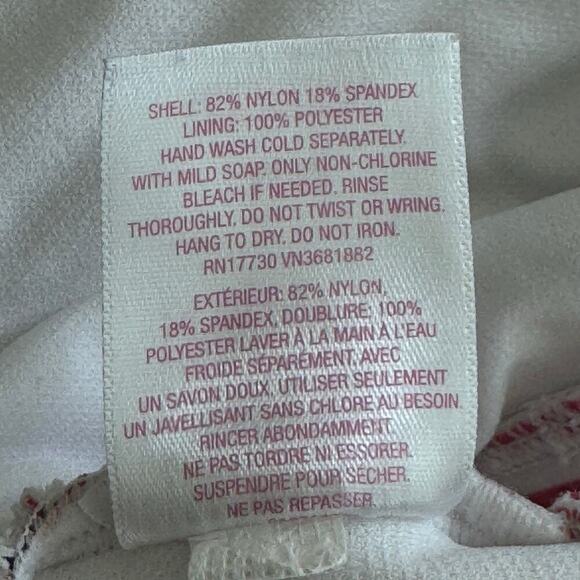 SHELL: 82% NYLON 18% SPANDEX
LINING: 100% POLYESTER
HAND WASH COLD SEPARATELY.
WITH MILD SOAP. ONLY NON-CHLORINE
BLEACH IF NEEDED. RINSE
THOROUGHLY. DO NOT TWIST OR WRING.
HANG TO DRY. DO NOT IRON.
RN17730 VN3681882
EXTÉRIEUR: 82% NYLON,
18% SPANDEX, DOUBLURE: 100%
POLYESTER LAVER À LA MAIN À L'EAU
FROIDE SÉPARÉMENT AVEC
UN SAVON DOUX. UTILISER SEULEMENT
UN JAVELLISANT SANS CHLORE AU BESOIN.
RINCER ABONDAMMENT.
NE PAS TORDRE NI ESSORER.
SUSPENDRE POUR SÉCHER.
NE PAS REPASSER.